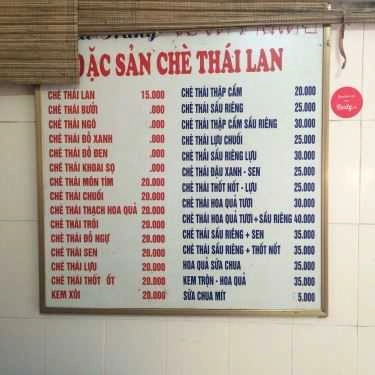 ĐẶC SẢN CHÈ THÁI LAN
CHÈ THÁI LAN 15.000
CHÈ THÁI BƯỞI .000
CHÈ THÁI NGÔ .000
CHÈ THÁI ĐỖ XANH .000
CHÈ THÁI ĐỖ ĐEN .000
CHÈ THÁI KHOAI SỌ .000
CHÈ THÁI MÔN TÍM 20.000
CHÈ THÁI CHUỐI 20.000
CHÈ THÁI THẠCH HOA QUẢ 20.000
CHÈ THÁI TRÔI 20.000
CHÈ THÁI ĐỖ NGỰ 20.000
CHÈ THÁI SEN 20.000
CHÈ THÁI LỰU 20.000
CHÈ THÁI THỐT ỐT 20.000
KEM XÔI 20.000
CHÈ THÁI THẬP CẨM 20.000
CHÈ THÁI SẦU RIÊNG 25.000
CHÈ THÁI THẬP CẨM SẦU RIÊNG 30.000
CHÈ THÁI LỰU CHUỐI 25.000
CHÈ THÁI SẦU RIÊNG LỰU 30.000
CHÈ THÁI ĐẬU XANH - SEN 25.000
CHÈ THÁI THỐT NỐT - LỰU 25.000
CHÈ THÁI HOA QUẢ TƯƠI 30.000
CHÈ THÁI HOA QUẢ TƯƠI + SẦU RIÊNG 40.000
CHÈ THÁI SẦU RIÊNG + SEN 35.000
CHÈ THÁI SẦU RIÊNG + THỐT NỐT 35.000
HOA QUẢ SỮA CHUA 35.000
KEM TRỘN - HOA QUẢ 35.000
SỮA CHUA MÍT 5.000